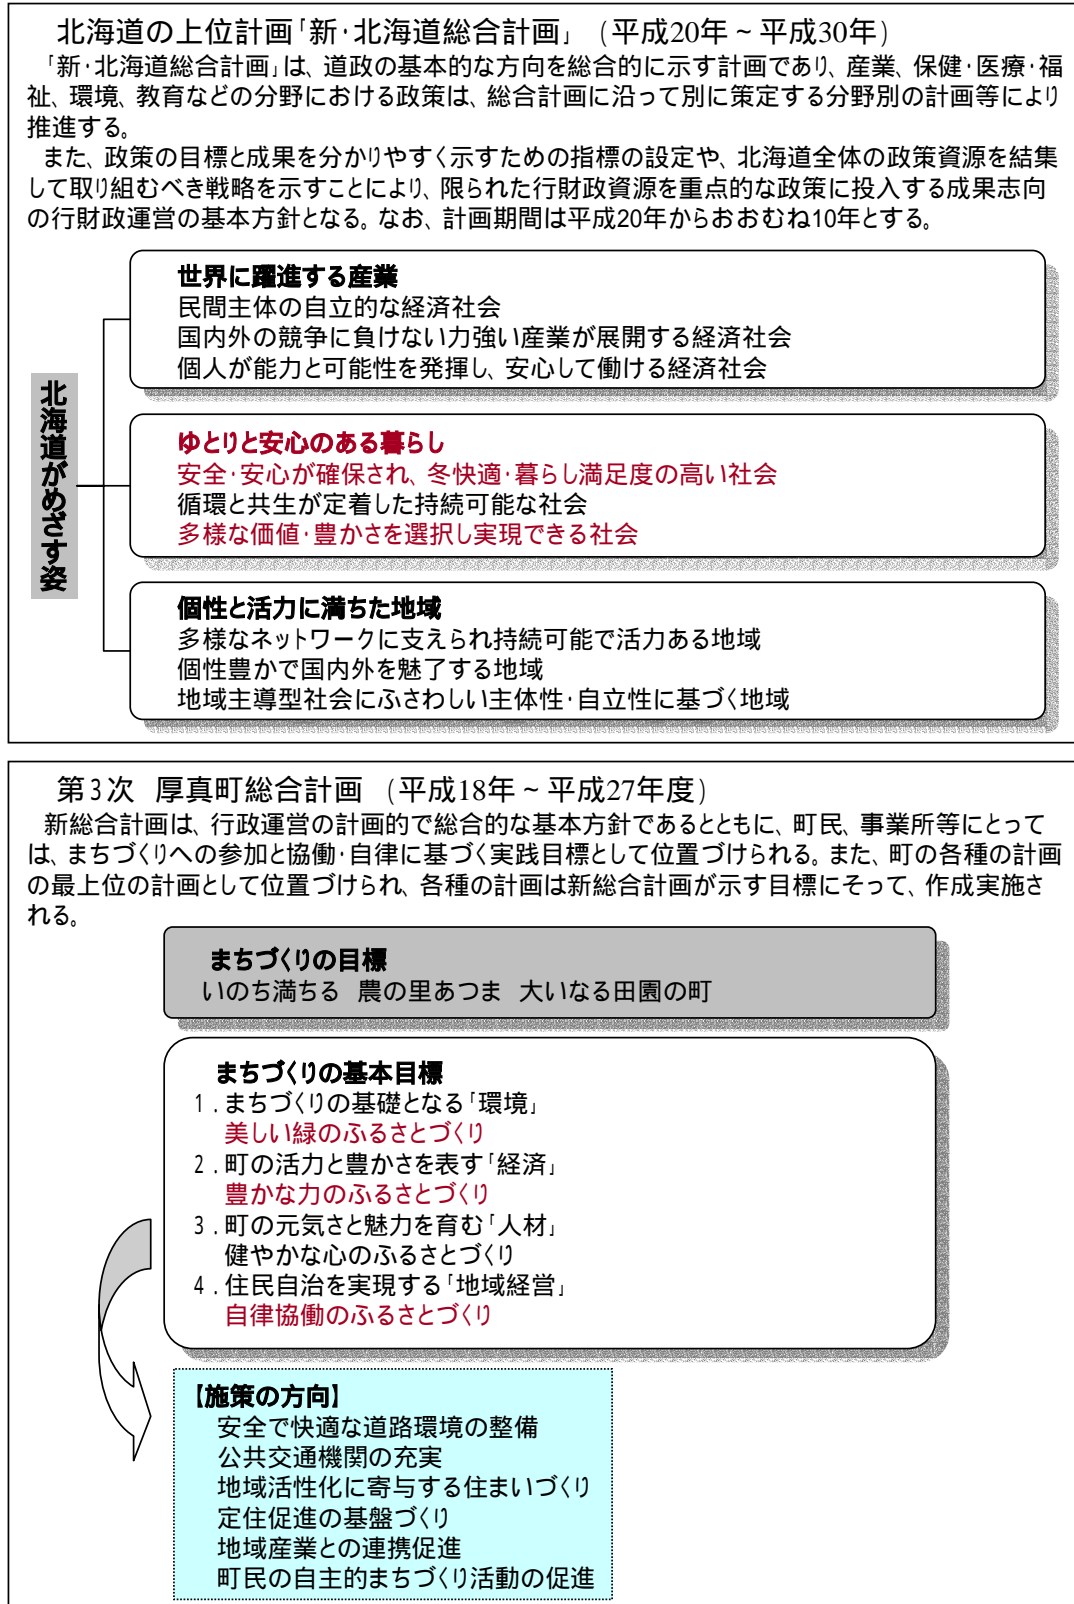 北海道の上位計画「新・北海道総合計画」 (平成20年~平成30年)
「新・北海道総合計画」は、道政の基本的な方向を総合的に示す計画であり、産業、保健・医療・福
祉、環境、教育などの分野における政策は、総合計画に沿って別に策定する分野別の計画等により
推進する。
また、政策の目標と成果を分かりやすく示すための指標の設定や、北海道全体の政策資源を結集
して取り組むべき戦略を示すことにより、限られた行財政資源を重点的な政策に投入する成果志向
の行財政運営の基本方針となる。なお、計画期間は平成20年からおおむね10年とする。
北海道がめざす姿
世界に躍進する産業
民間主体の自立的な経済社会
国内外の競争に負けない力強い産業が展開する経済社会
個人が能力と可能性を発揮し、安心して働ける経済社会
ゆとりと安心のある暮らし
安全・安心が確保され、冬快適・暮らし満足度の高い社会
循環と共生が定着した持続可能な社会
多様な価値・豊かさを選択し実現できる社会
個性と活力に満ちた地域
多様なネットワークに支えられ持続可能で活力ある地域
個性豊かで国内外を魅了する地域
地域主導型社会にふさわしい主体性・自立性に基づく地域
第3次 厚真町総合計画 (平成18年~平成27年度)
新総合計画は、行政運営の計画的で総合的な基本方針であるとともに、町民、事業所等にとって
は、まちづくりへの参加と協働・自律に基づく実践目標として位置づけられる。また、町の各種の計画
の最上位の計画として位置づけられ、各種の計画は新総合計画が示す目標にそって、作成実施さ
れる。
まちづくりの目標
いのち満ちる 農の里あつま 大いなる田園の町
まちづくりの基本目標
1.まちづくりの基礎となる「環境」
美しい緑のふるさとづくり
2.町の活力と豊かさを表す「経済」
豊かな力のふるさとづくり
3.町の元気さと魅力を育む「人材」
健やかな心のふるさとづくり
4.住民自治を実現する「地域経営」
自律協働のふるさとづくり
【施策の方向】
安全で快適な道路環境の整備
公共交通機関の充実
地域活性化に寄与する住まいづくり
定住促進の基盤づくり
地域産業との連携促進
町民の自主的まちづくり活動の促進